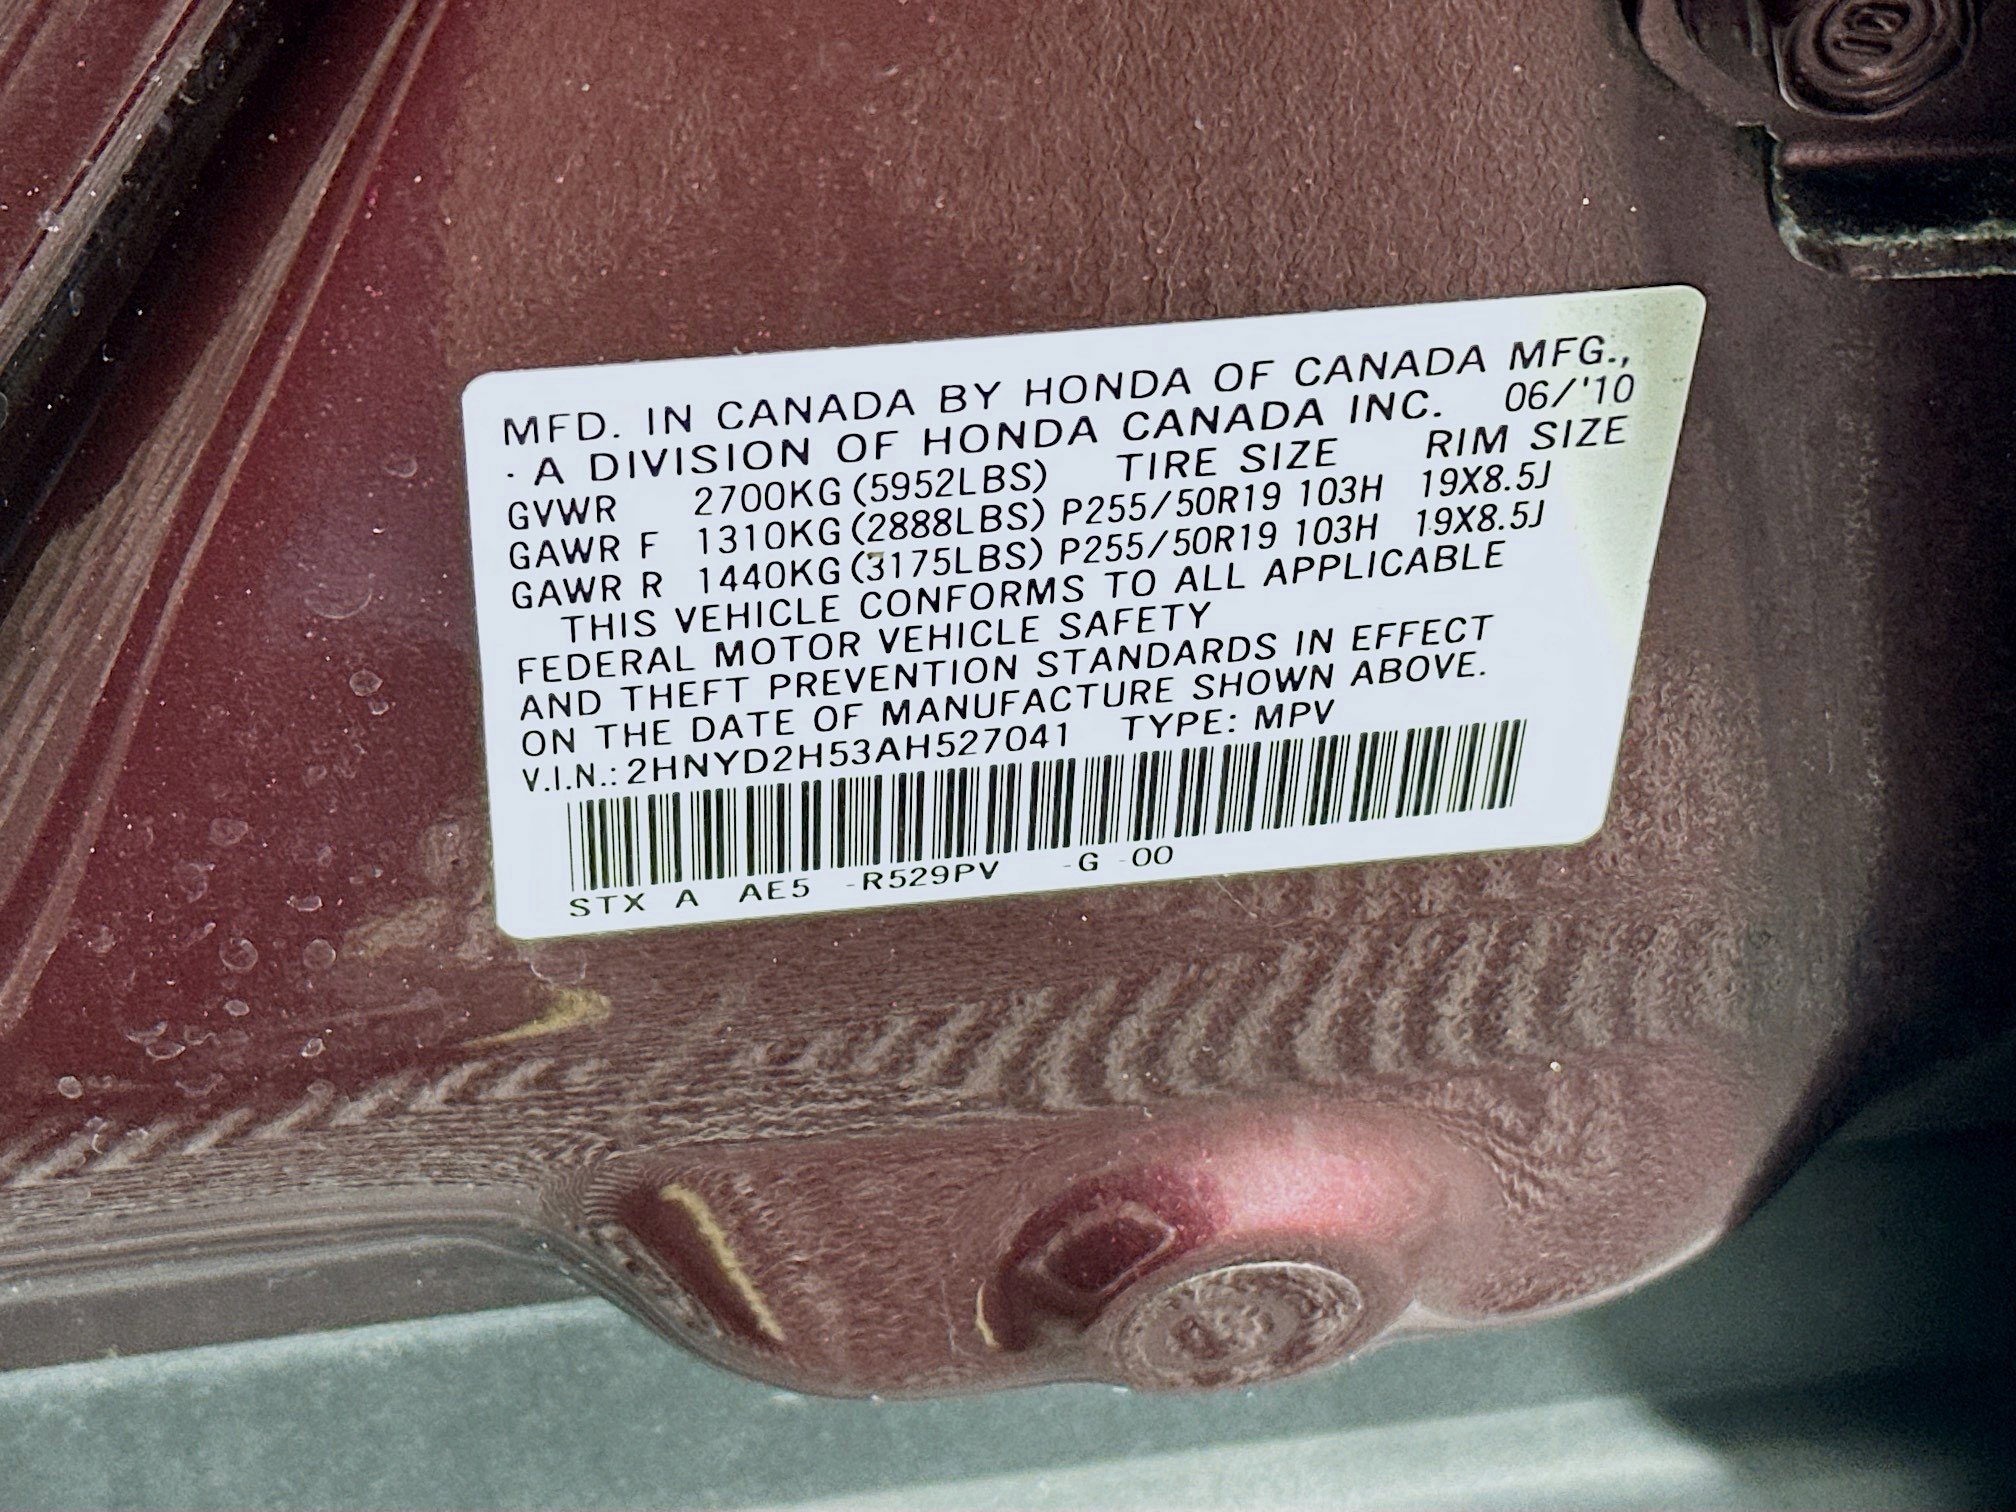 MFD. IN CANADA BY HONDA OF CANADA MFG.,
· A DIVISION OF HONDA CANADA INC. 06/'10
GVWR 2700KG (5952LBS) TIRE SIZE RIM SIZE
GAWR F 1310KG (2888LBS) P255/50R19 103H 19X8.5J
GAWR R 1440KG (3175LBS) P255/50R19 103H 19X8.5J
THIS VEHICLE CONFORMS TO ALL APPLICABLE
FEDERAL MOTOR VEHICLE SAFETY
AND THEFT PREVENTION STANDARDS IN EFFECT
ON THE DATE OF MANUFACTURE SHOWN ABOVE.
V.I.N.: 2HNYD2H53AH527041 TYPE: MPV
STX A AE5 -R529PV -G -00